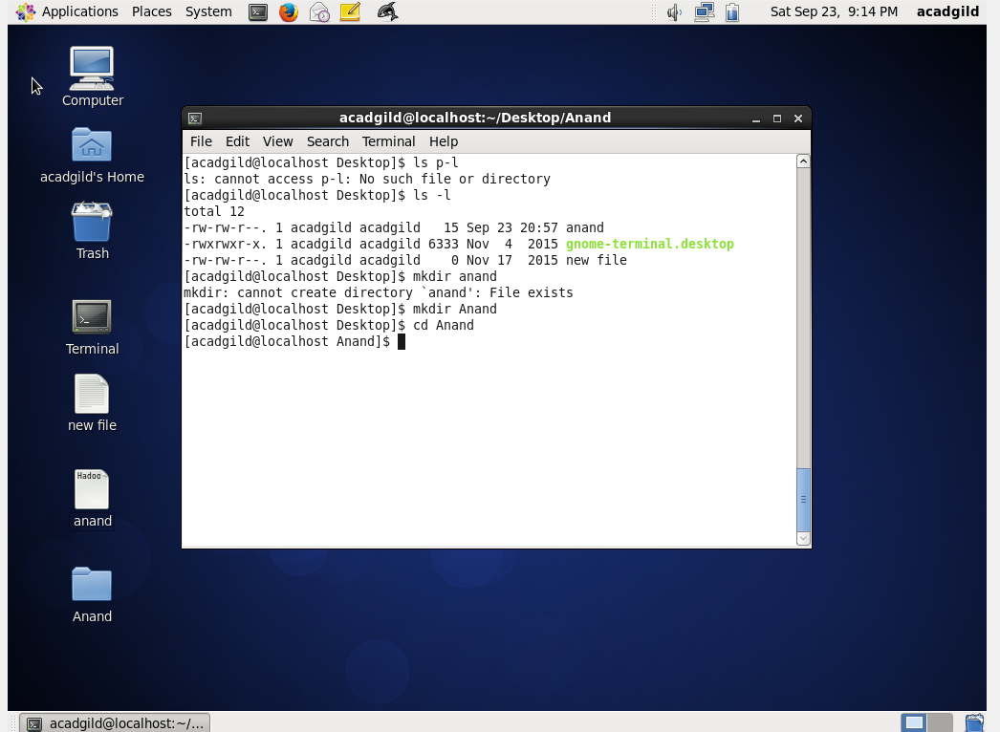 Applications Places System Sat Sep 23, 9:14 PM acadgild
Computer
acadgild's Home
Trash
Terminal
new file
Hadoo
anand
Anand
acadgild@localhost:~/Desktop/Anand
File Edit View Search Terminal Help
[acadgild@localhost Desktop]$ ls p-l
ls: cannot access p-l: No such file or directory
[acadgild@localhost Desktop]$ ls -l
total 12
-rw-rw-r--. 1 acadgild acadgild   15 Sep 23 20:57 anand
-rwxrwxr-x. 1 acadgild acadgild 6333 Nov  4  2015 gnome-terminal.desktop
-rw-rw-r--. 1 acadgild acadgild    0 Nov 17  2015 new file
[acadgild@localhost Desktop]$ mkdir anand
mkdir: cannot create directory `anand': File exists
[acadgild@localhost Desktop]$ mkdir Anand
[acadgild@localhost Desktop]$ cd Anand
[acadgild@localhost Anand]$
acadgild@localhost:~/...